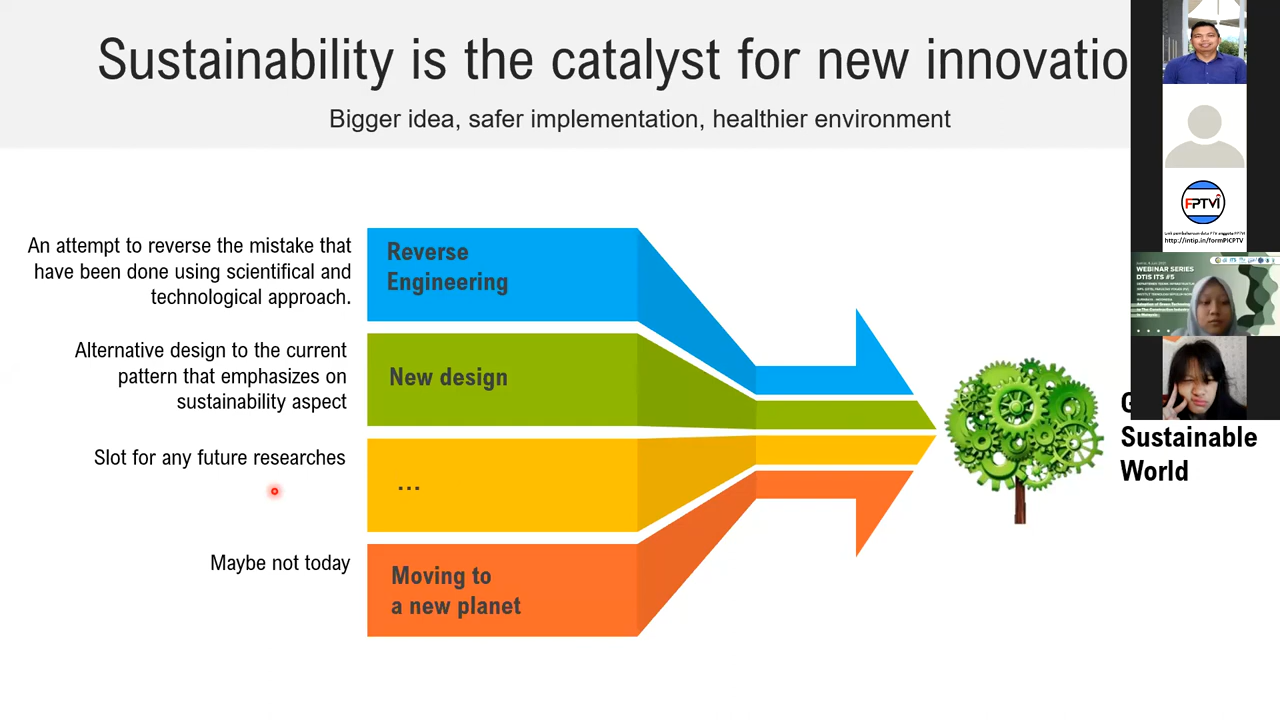 Sustainability is the catalyst for new innovatio
Bigger idea, safer implementation, healthier environment
An attempt to reverse the mistake that
have been done using scientifical and
technological approach.
Reverse
Engineering
Alternative design to the current
pattern that emphasizes on
sustainability aspect
New design
Slot for any future researches
...
Maybe not today
Moving to
a new planet
Sustainable
World
FPTVI
http://intip.in/formPICPTV
WEBINAR SERIES
DTIS ITS #5